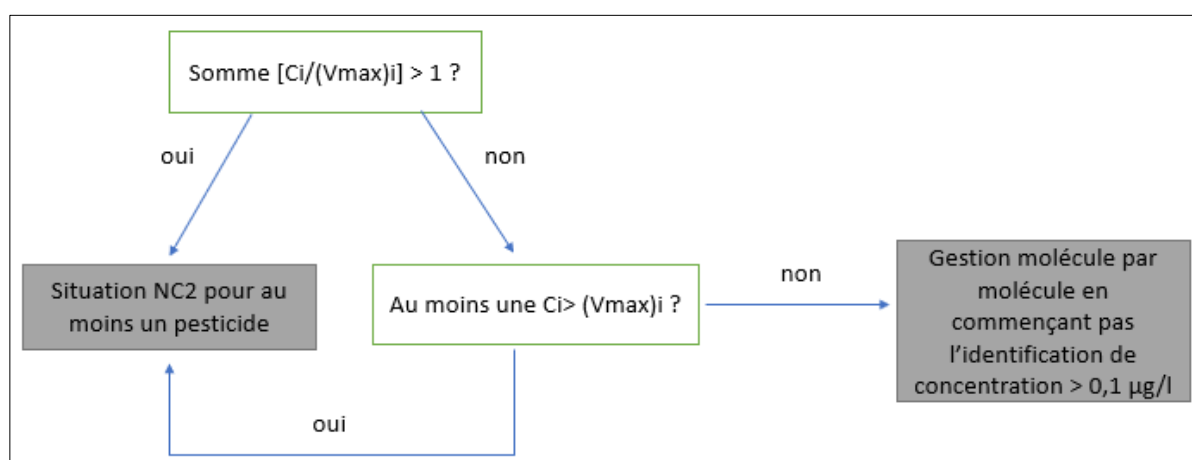 Somme [Ci/(Vmax)i] > 1 ?
oui
non
Situation NC2 pour au
moins un pesticide
Au moins une Ci> (Vmax)i ?
non
Gestion molécule par
molécule en
commençant pas
l’identification de
concentration > 0,1 µg/l
oui